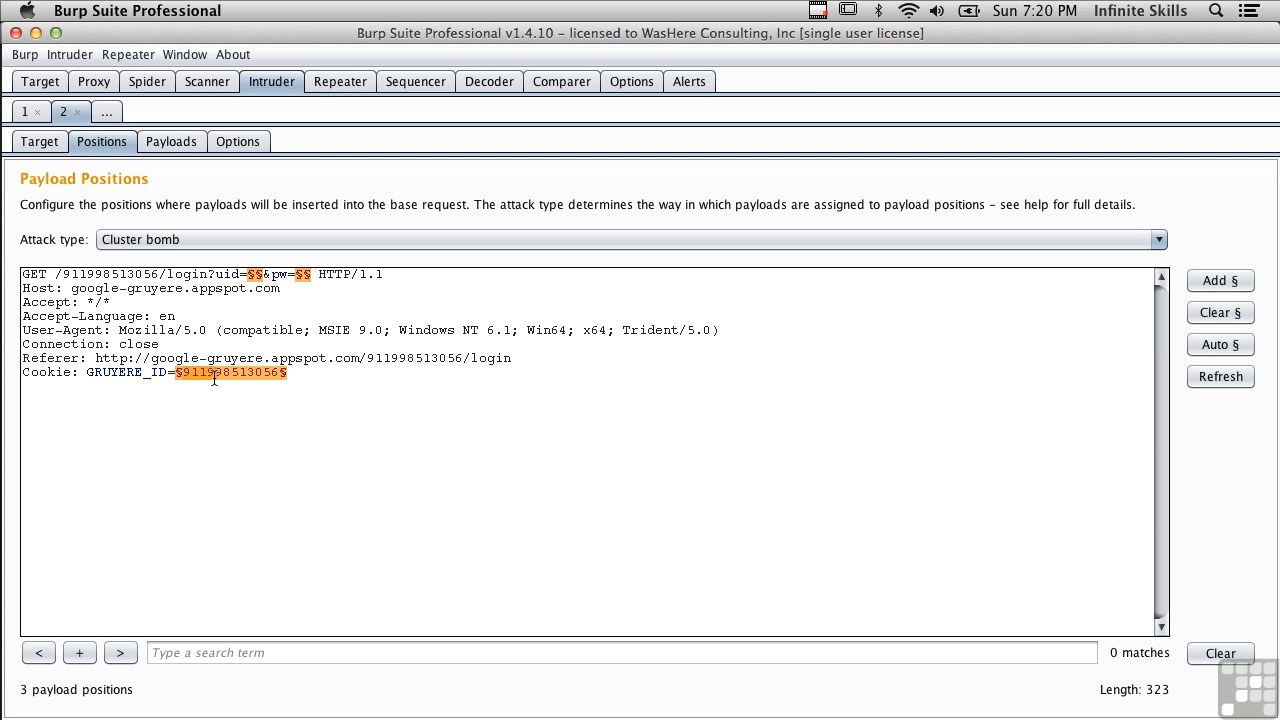 Burp Suite Professional Sun 7:20 PM Infinite Skills
Burp Suite Professional v1.4.10 – licensed to WasHere Consulting, Inc [single user license]
Burp Intruder Repeater Window About
Target Proxy Spider Scanner Intruder Repeater Sequencer Decoder Comparer Options Alerts
1 × 2 × ...
Target Positions Payloads Options
Payload Positions
Configure the positions where payloads will be inserted into the base request. The attack type determines the way in which payloads are assigned to payload positions – see help for full details.
Attack type: Cluster bomb
GET /911998513056/login?uid=§§&pw=§§ HTTP/1.1
Host: google-gruyere.appspot.com
Accept: */*
Accept-Language: en
User-Agent: Mozilla/5.0 (compatible; MSIE 9.0; Windows NT 6.1; Win64; x64; Trident/5.0)
Connection: close
Referer: http://google-gruyere.appspot.com/911998513056/login
Cookie: GRUYERE_ID=§911998513056§
Add §
Clear §
Auto §
Refresh
< + > Type a search term 0 matches Clear
3 payload positions Length: 323